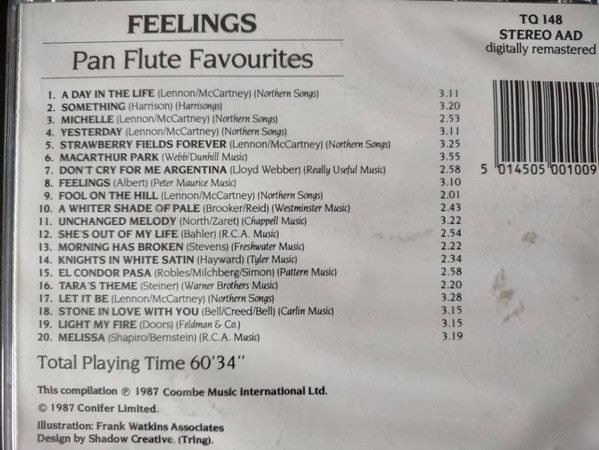 FEELINGS
Pan Flute Favourites
TQ 148
STEREO AAD
digitally remastered
5 014505 001009
1. A DAY IN THE LIFE (Lennon/McCartney) (Northern Songs) 3.11
2. SOMETHING (Harrison) (Harrisongs) 3.20
3. MICHELLE (Lennon/McCartney) (Northern Songs) 2.53
4. YESTERDAY (Lennon/McCartney) (Northern Songs) 3.11
5. STRAWBERRY FIELDS FOREVER (Lennon/McCartney) (Northern Songs) 3.25
6. MACARTHUR PARK (Webb/Dunhill Music) 3.55
7. DON'T CRY FOR ME ARGENTINA (Lloyd Webber) (Really Useful Music) 2.58
8. FEELINGS (Albert) (Peter Maurice Music) 3.10
9. FOOL ON THE HILL (Lennon/McCartney) (Northern Songs) 2.01
10. A WHITER SHADE OF PALE (Brooker/Reid) (Westminster Music) 2.43
11. UNCHANGED MELODY (North/Zaret) (Chappell Music) 3.22
12. SHE'S OUT OF MY LIFE (Bahler) (R.C.A. Music) 2.54
13. MORNING HAS BROKEN (Stevens) (Freshwater Music) 2.22
14. KNIGHTS IN WHITE SATIN (Hayward) (Tyler Music) 2.34
15. EL CONDOR PASA (Robles/Milchberg/Simon) (Pattern Music) 2.58
16. TARA'S THEME (Steiner) (Warner Brothers Music) 2.20
17. LET IT BE (Lennon/McCartney) (Northern Songs) 3.28
18. STONE IN LOVE WITH YOU (Bell/Creed/Bell) (Carlin Music) 3.15
19. LIGHT MY FIRE (Doors) (Feldman & Co.) 3.15
20. MELISSA (Shapiro/Bernstein) (R.C.A. Music) 3.19
Total Playing Time 60'34"
This compilation ℗ 1987 Coombe Music International Ltd.
© 1987 Conifer Limited.
Illustration: Frank Watkins Associates
Design by Shadow Creative. (Tring).